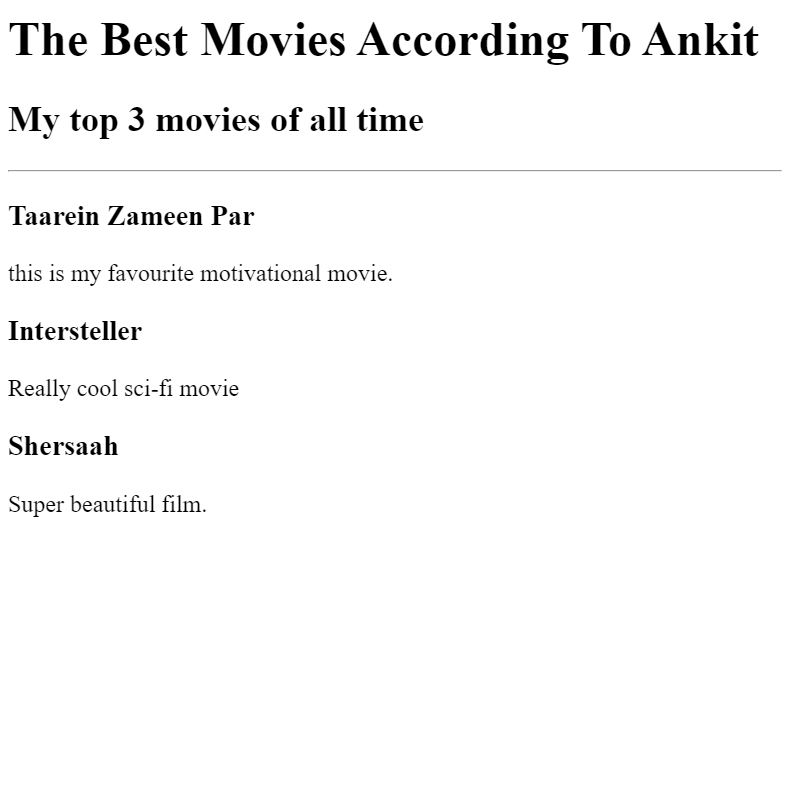 The Best Movies According To Ankit
My top 3 movies of all time
Taarein Zameen Par
this is my favourite motivational movie.
Intersteller
Really cool sci-fi movie
Shersaah
Super beautiful film.